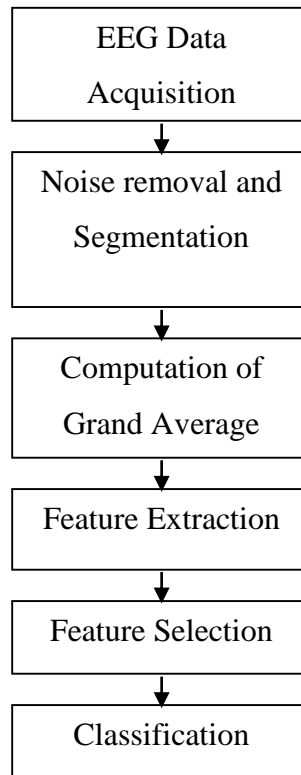 EEG Data
Acquisition
Noise removal and
Segmentation
Computation of
Grand Average
Feature Extraction
Feature Selection
Classification